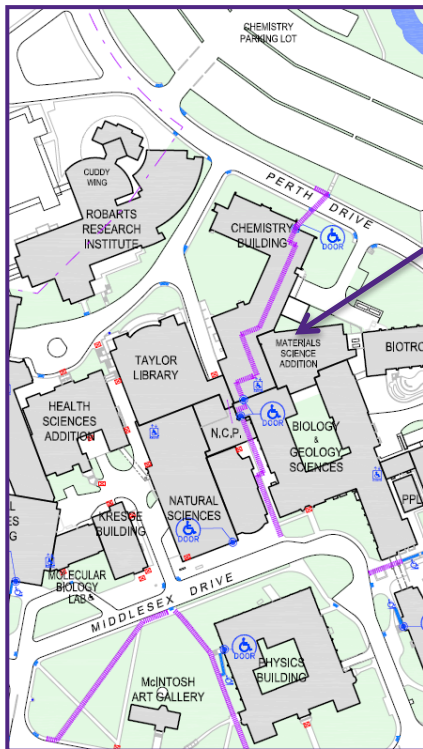 CHEMISTRY
PARKING LOT
CUDDY
WING
ROBARTS
RESEARCH
INSTITUTE
PERTH DRIVE
CHEMISTRY
BUILDING
DOOR
MATERIALS
SCIENCE
ADDITION
BIOTRO
TAYLOR
LIBRARY
HEALTH
SCIENCES
ADDITION
DOOR
N.C.P.
BIOLOGY
&
GEOLOGY
SCIENCES
PPL
NATURAL
SCIENCES
KRESGE
BUILDING
DOOR
MOLECULAR
BIOLOGY
LAB
MIDDLESEX DRIVE
DOOR
DOOR
PHYSICS
BUILDING
McINTOSH
ART GALLERY